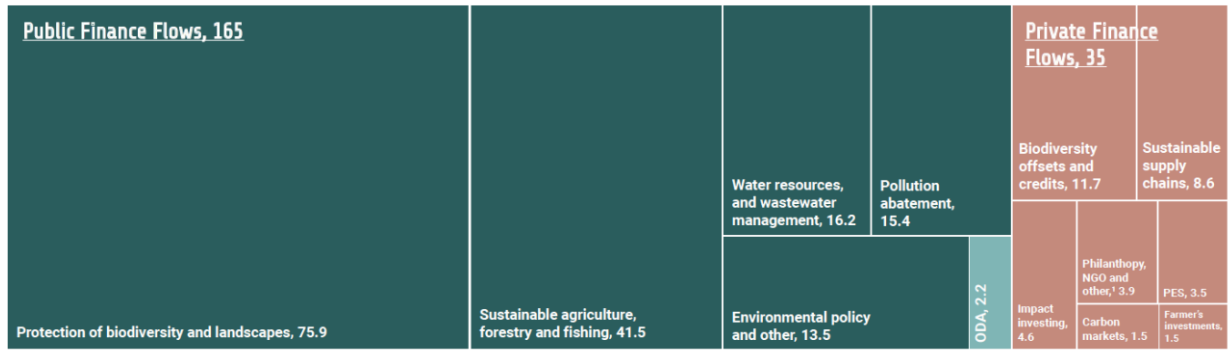 Public Finance Flows, 165
Protection of biodiversity and landscapes, 75.9
Sustainable agriculture,
forestry and fishing, 41.5
Water resources,
and wastewater
management, 16.2
Pollution
abatement,
15.4
Environmental policy
and other, 13.5
ODA, 2.2
Private Finance
Flows, 35
Biodiversity
offsets and
credits, 11.7
Sustainable
supply
chains, 8.6
Impact
investing,
4.6
Philanthopy,
NGO and
other,¹ 3.9
PES, 3.5
Carbon
markets, 1.5
Farmer's
investments,
1.5